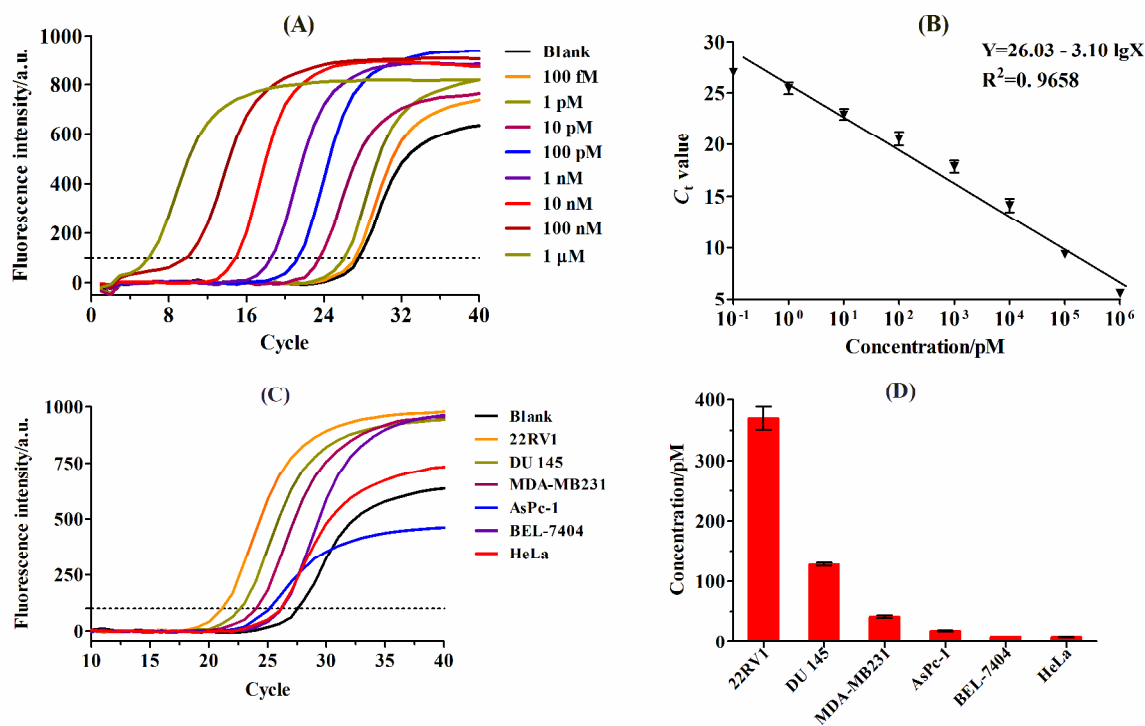 (A)
Fluorescence intensity/a.u.
1000
800
600
400
200
0
0 8 16 24 32 40
Cycle
Blank
100 fM
1 pM
10 pM
100 pM
1 nM
10 nM
100 nM
1 μM
(B)
Y=26.03 - 3.10 lgX
R²=0. 9658
Ct value
30
25
20
15
10
5
10⁻¹ 10⁰ 10¹ 10² 10³ 10⁴ 10⁵ 10⁶
Concentration/pM
(C)
Fluorescence intensity/a.u.
1000
750
500
250
0
10 15 20 25 30 35 40
Cycle
Blank
22RV1
DU 145
MDA-MB231
AsPc-1
BEL-7404
HeLa
(D)
Concentration/pM
400
300
200
100
0
22RV1 DU 145 MDA-MB231 AsPc-1 BEL-7404 HeLa